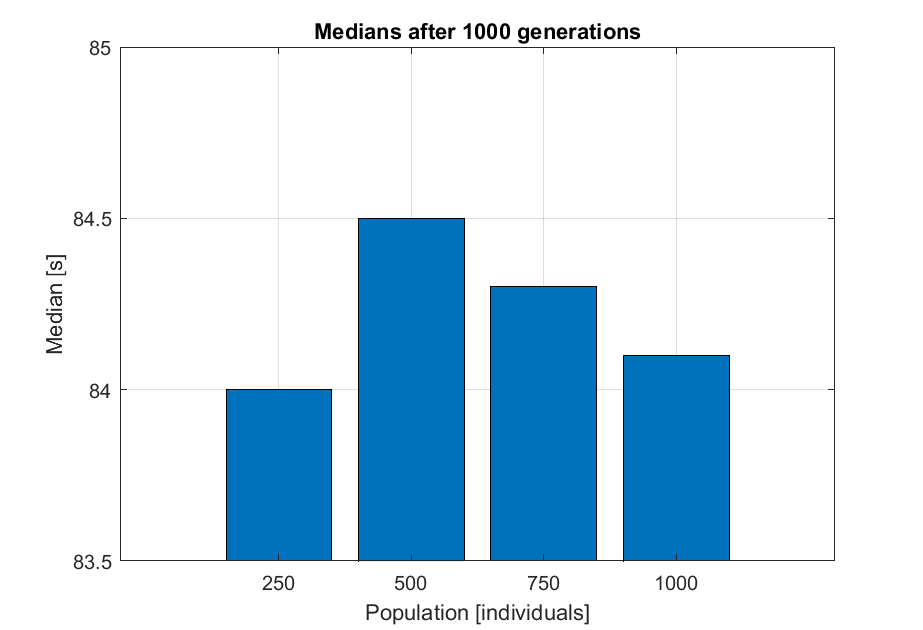 Medians after 1000 generations
85
84.5
84
83.5
Median [s]
250 500 750 1000
Population [individuals]